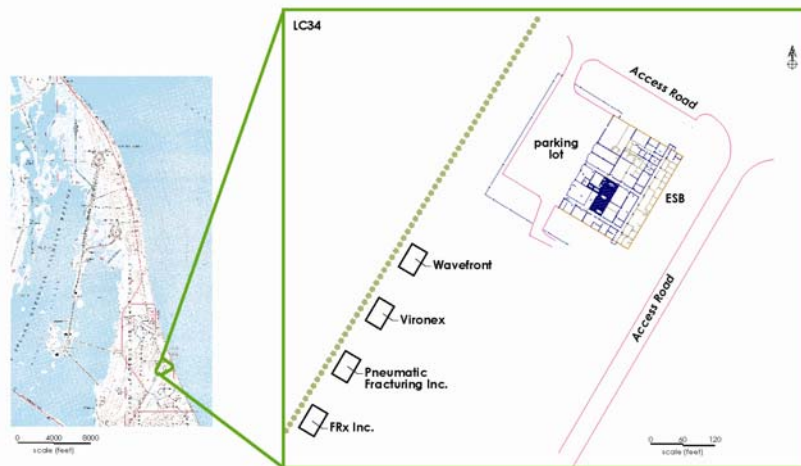 LC34
Access Road
parking
lot
ESB
Wavefront
Vironex
Access Road
Pneumatic
Fracturing Inc.
FRx Inc.
0 4000 8000
scale (feet)
0 60 120
scale (feet)